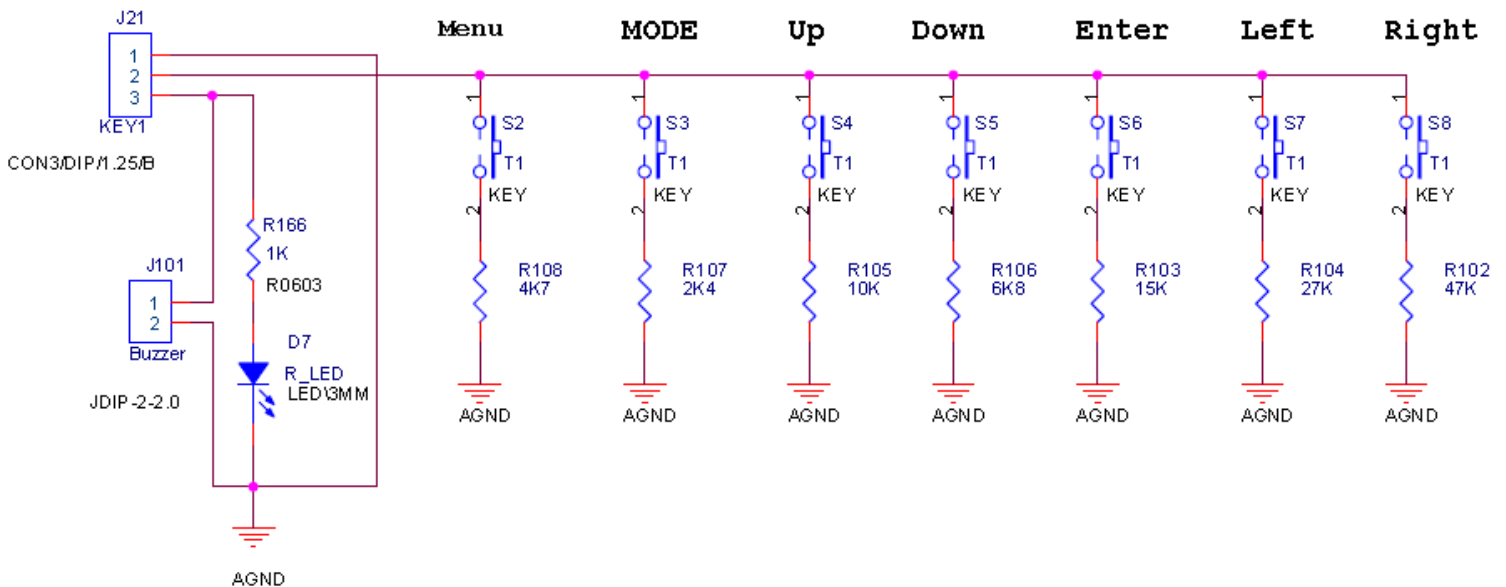 J21
1
2
3
KEY1
CON3/DIP/1.25/B
Menu
MODE
Up
Down
Enter
Left
Right
1
S2
T1
KEY
2
1
S3
T1
KEY
2
1
S4
T1
KEY
2
1
S5
T1
KEY
2
1
S6
T1
KEY
2
1
S7
T1
KEY
2
1
S8
T1
KEY
2
R166
1K
R0603
J101
1
2
Buzzer
JDIP-2-2.0
D7
R_LED
LED\3MM
AGND
R108
4K7
AGND
R107
2K4
AGND
R105
10K
AGND
R106
6K8
AGND
R103
15K
AGND
R104
27K
AGND
R102
47K
AGND